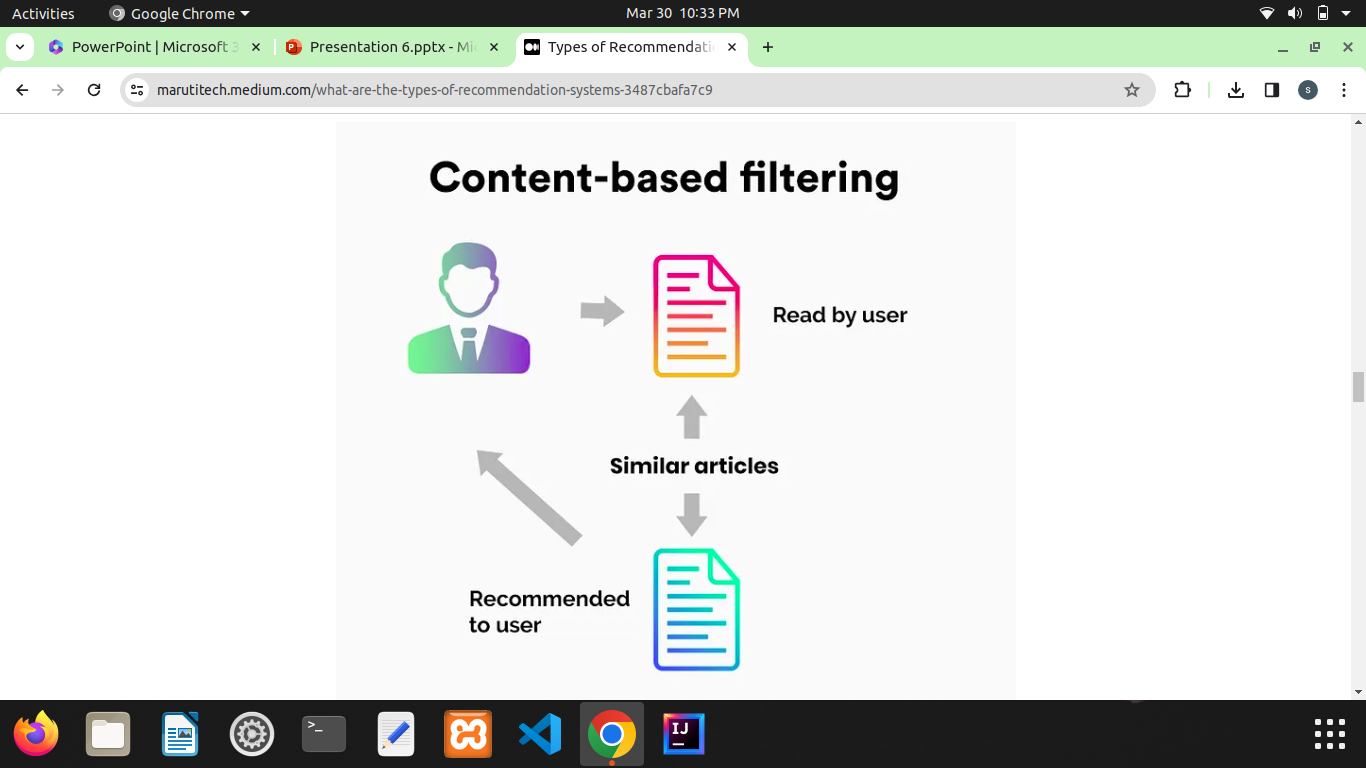 Activities Google Chrome Mar 30 10:33 PM
PowerPoint | Microsoft 3 Presentation 6.pptx - Mi Types of Recommendati
marutitech.medium.com/what-are-the-types-of-recommendation-systems-3487cbafa7c9 S
Content-based filtering
Read by user
Similar articles
Recommended
to user
>_ IJ